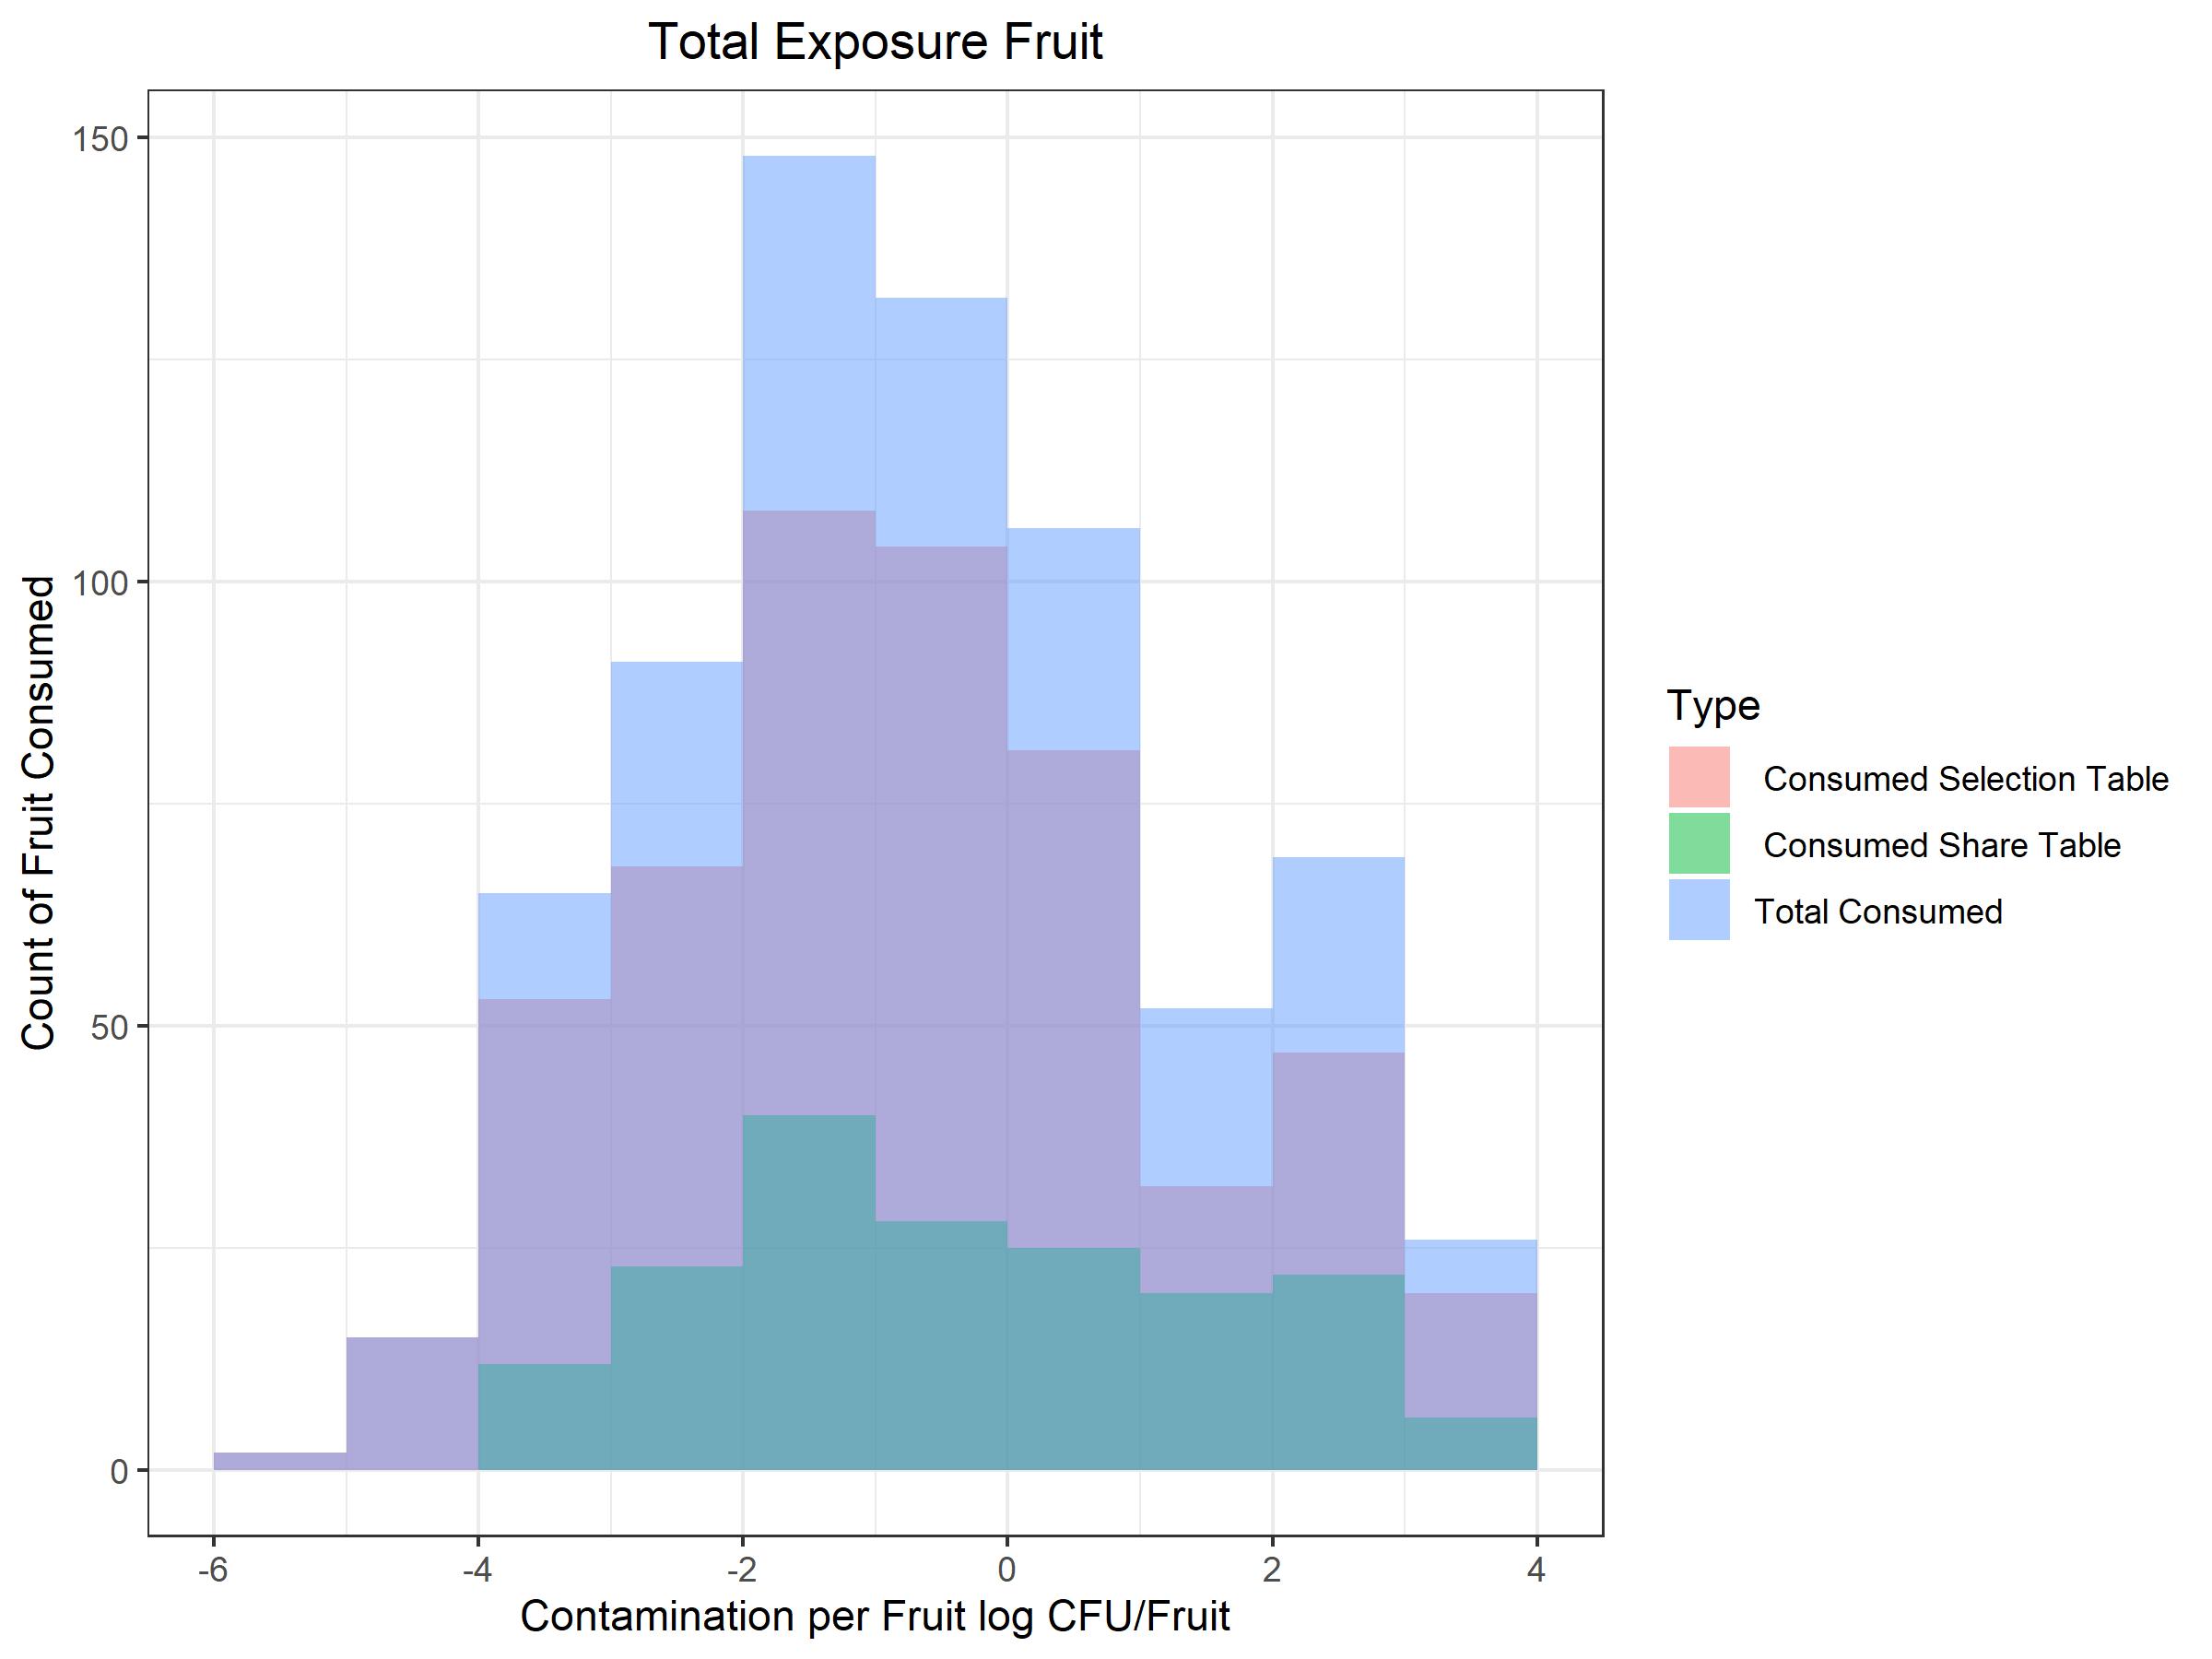 Total Exposure Fruit
150
100
50
0
Count of Fruit Consumed
-6
-4
-2
0
2
4
Contamination per Fruit log CFU/Fruit
Type
Consumed Selection Table
Consumed Share Table
Total Consumed